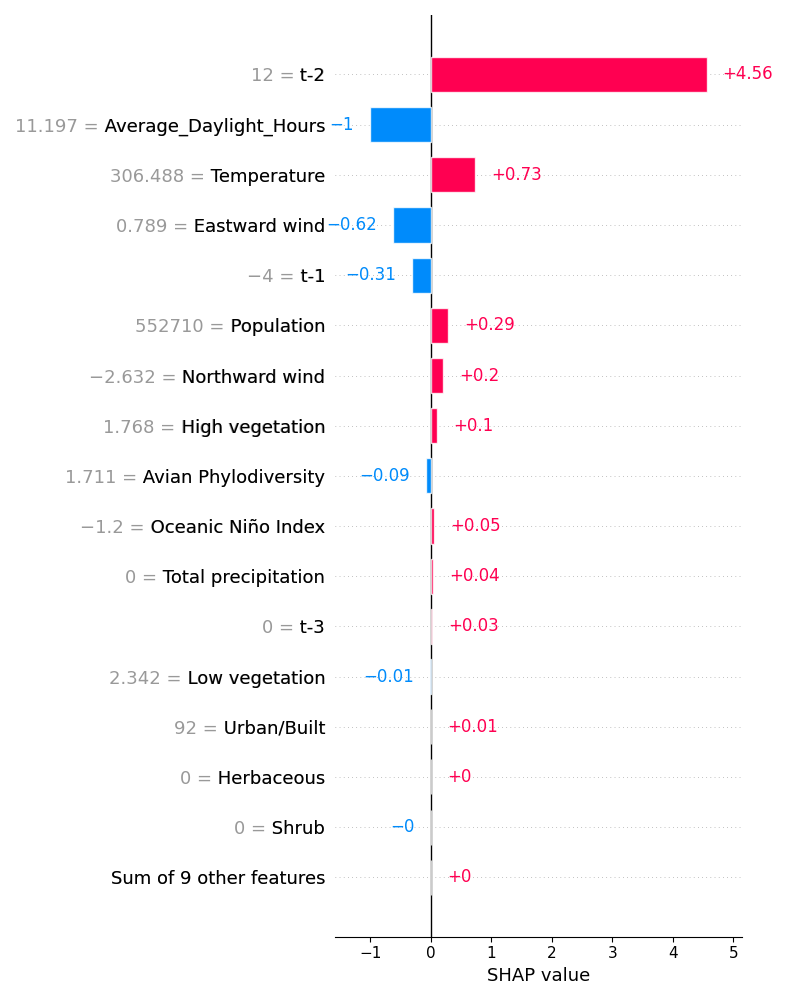 12 = t-2 +4.56
11.197 = Average_Daylight_Hours −1
306.488 = Temperature +0.73
0.789 = Eastward wind −0.62
−4 = t-1 −0.31
552710 = Population +0.29
−2.632 = Northward wind +0.2
1.768 = High vegetation +0.1
1.711 = Avian Phylodiversity −0.09
−1.2 = Oceanic Niño Index +0.05
0 = Total precipitation +0.04
0 = t-3 +0.03
2.342 = Low vegetation −0.01
92 = Urban/Built +0.01
0 = Herbaceous +0
0 = Shrub −0
Sum of 9 other features +0
−1 0 1 2 3 4 5
SHAP value